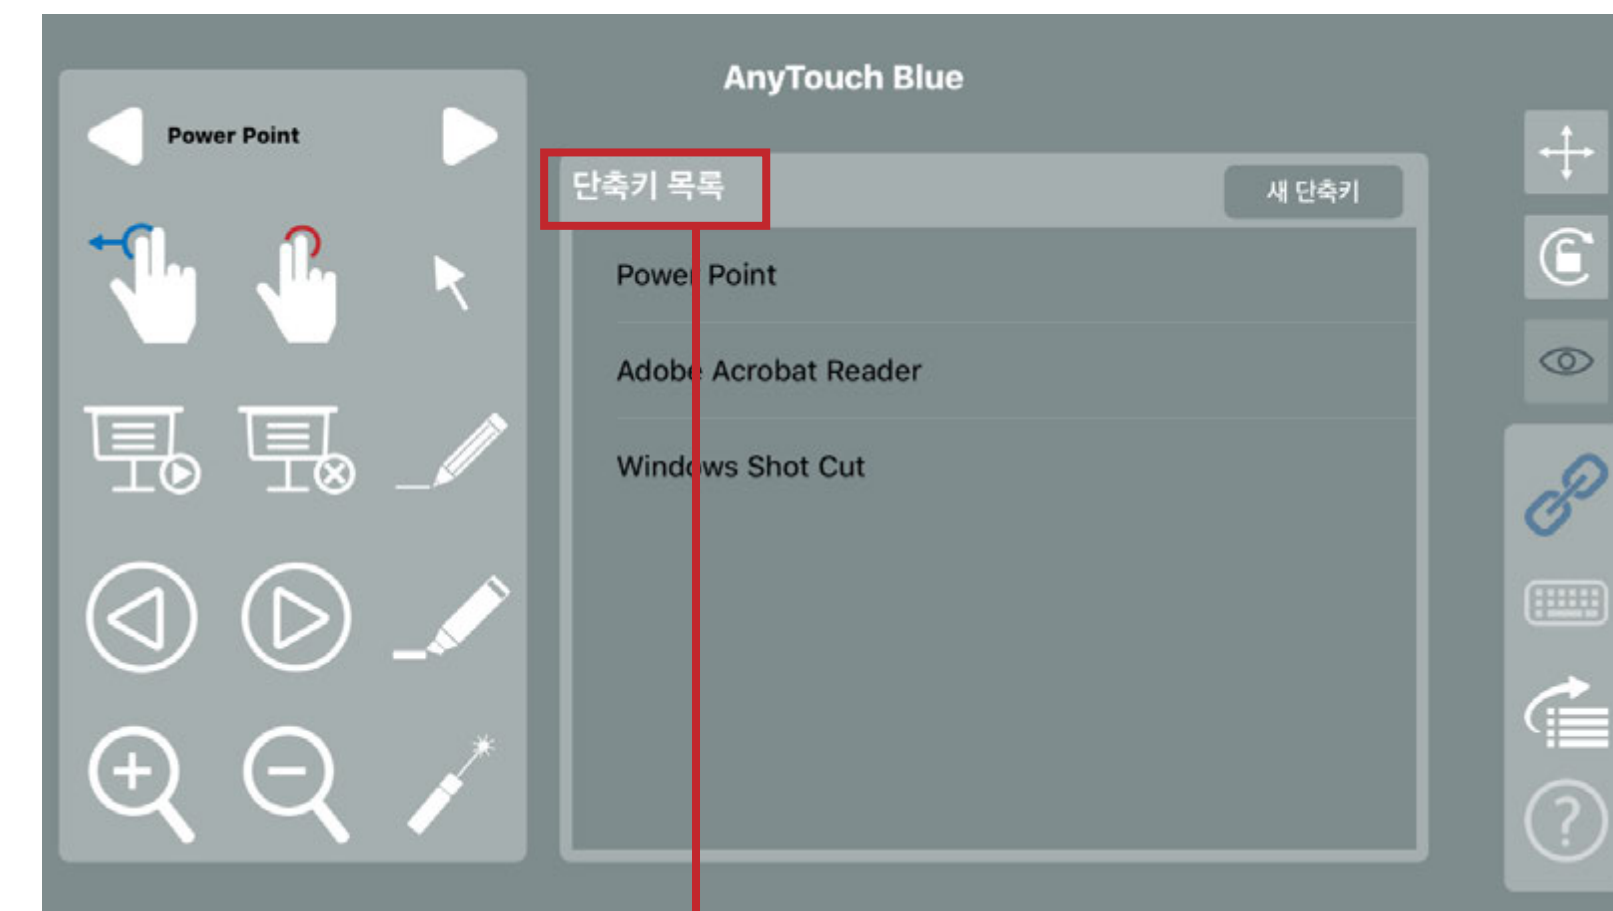 AnyTouch Blue
Power Point
단축키 목록
새 단축키
Power Point
Adobe Acrobat Reader
Windows Shot Cut